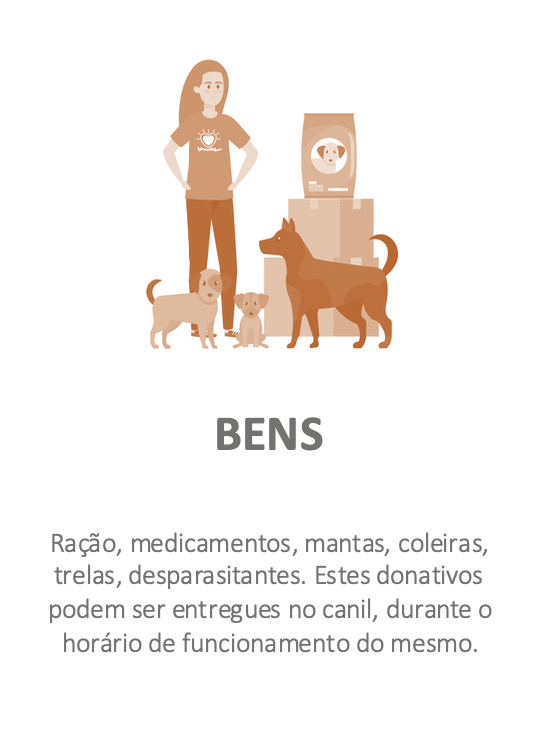 BENS
Ração, medicamentos, mantas, coleiras,
trelas, desparasitantes. Estes donativos
podem ser entregues no canil, durante o
horário de funcionamento do mesmo.